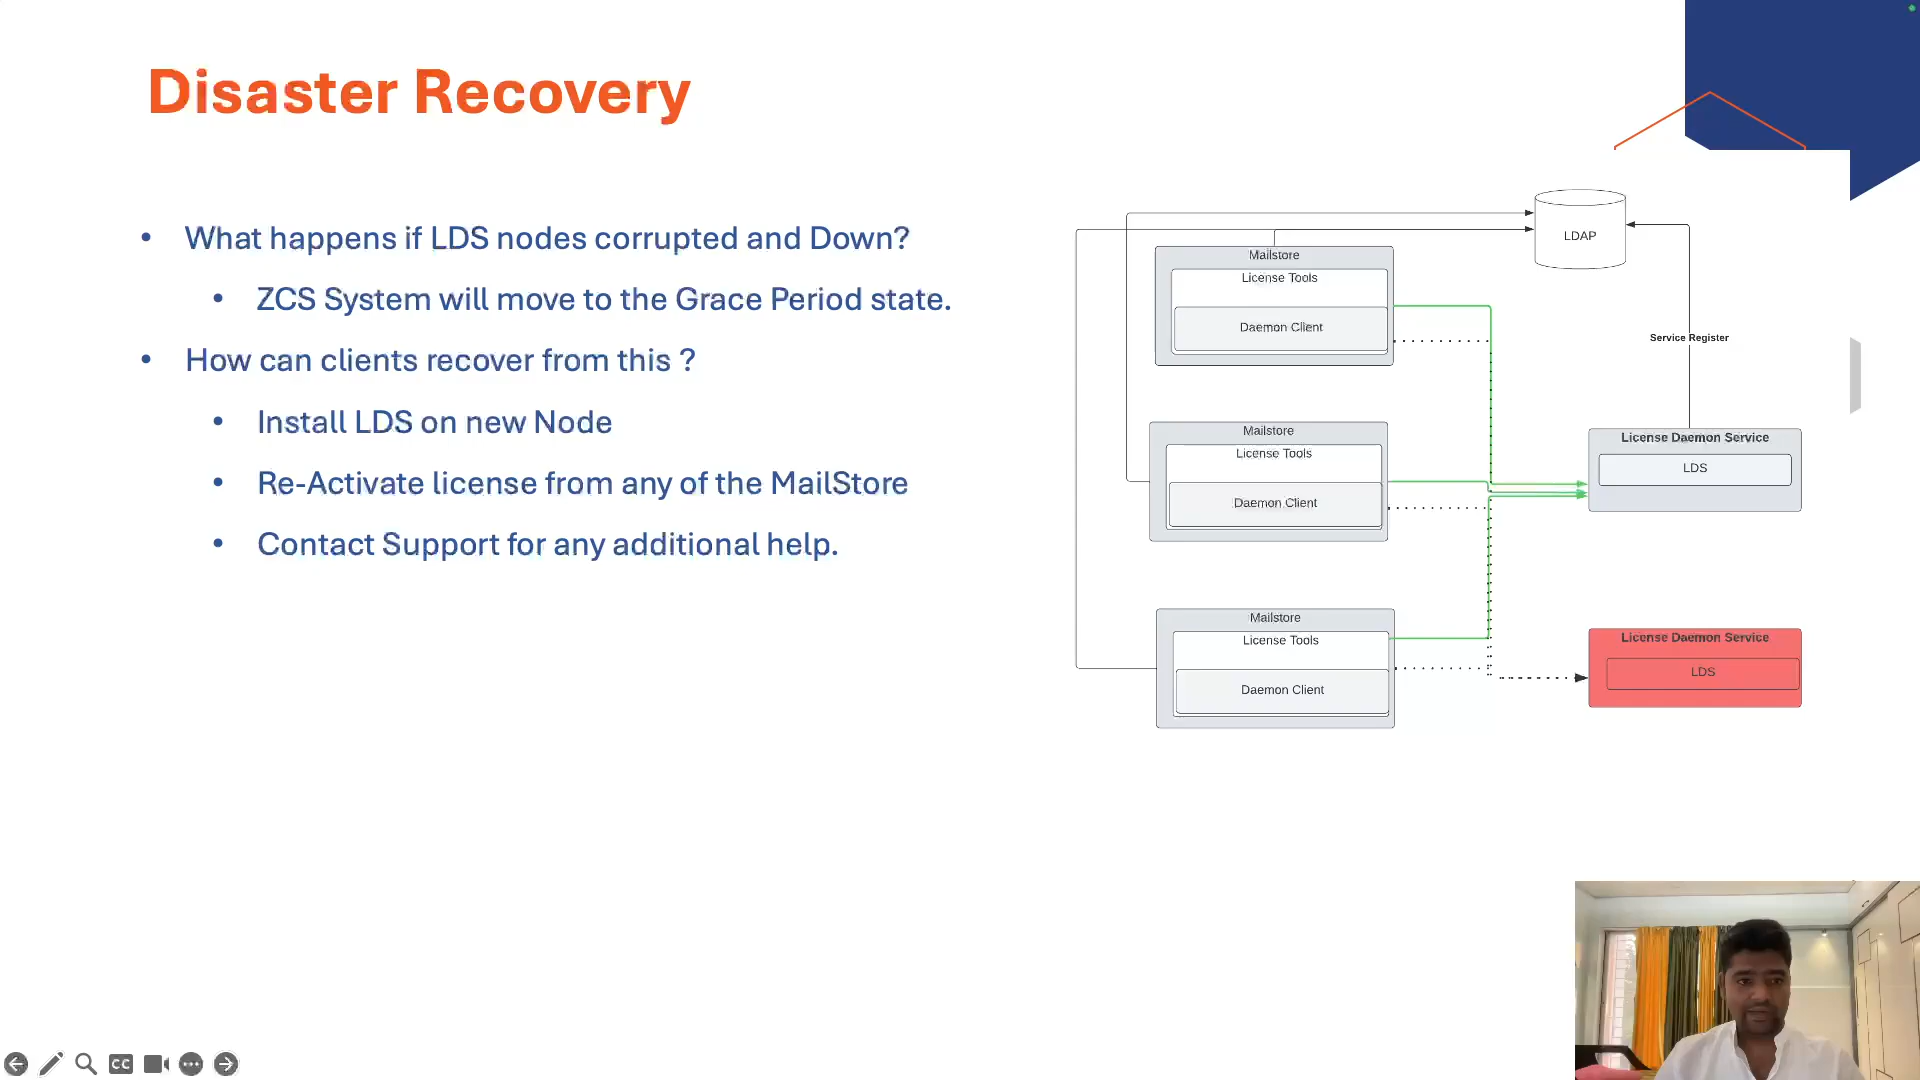 Disaster Recovery
• What happens if LDS nodes corrupted and Down?
• ZCS System will move to the Grace Period state.
• How can clients recover from this ?
• Install LDS on new Node
• Re-Activate license from any of the MailStore
• Contact Support for any additional help.
LDAP
Mailstore
License Tools
Daemon Client
Service Register
Mailstore
License Tools
Daemon Client
License Daemon Service
LDS
Mailstore
License Tools
Daemon Client
License Daemon Service
LDS
CC